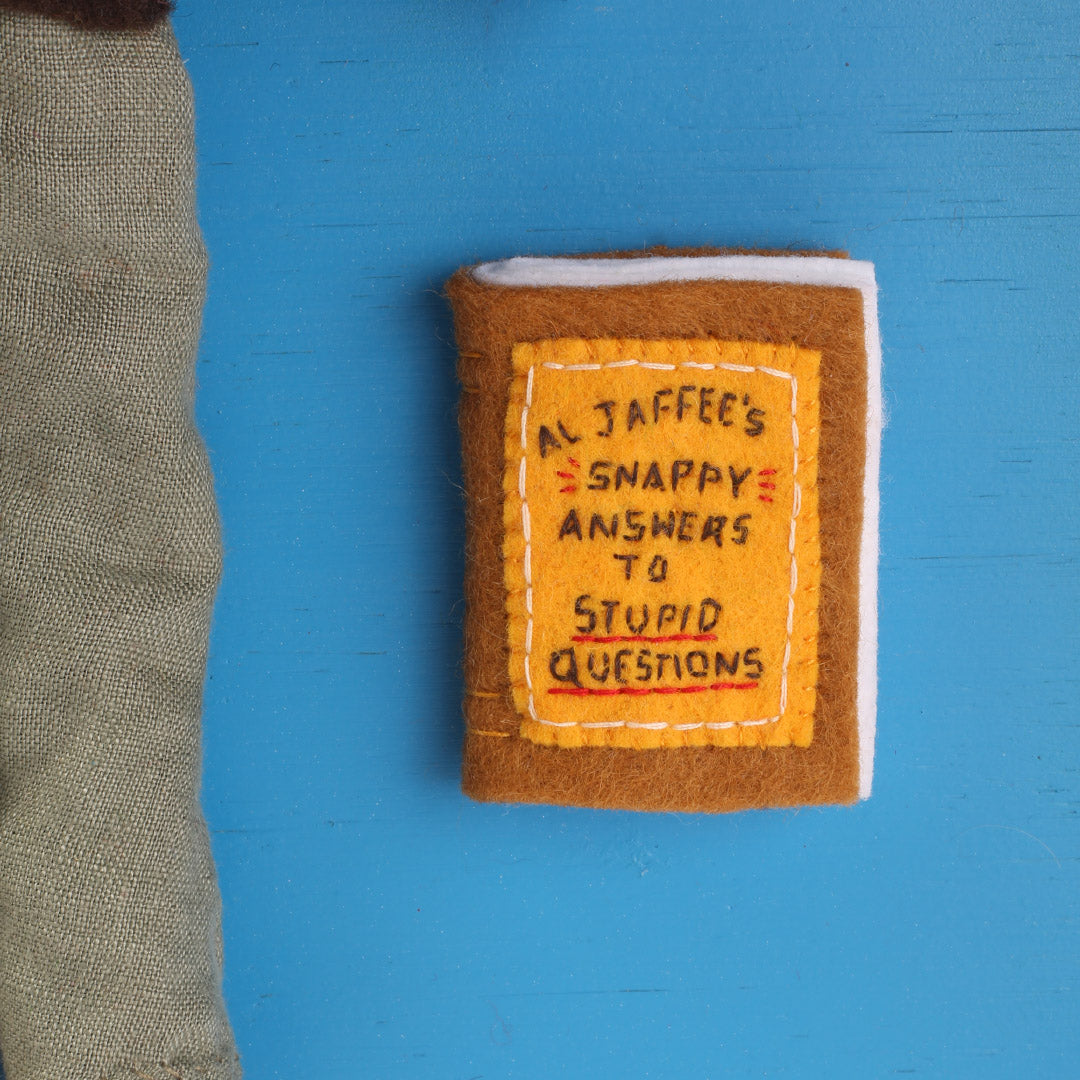 AL JAFFEE'S
SNAPPY
ANSWERS
TO
STUPID
QUESTIONS